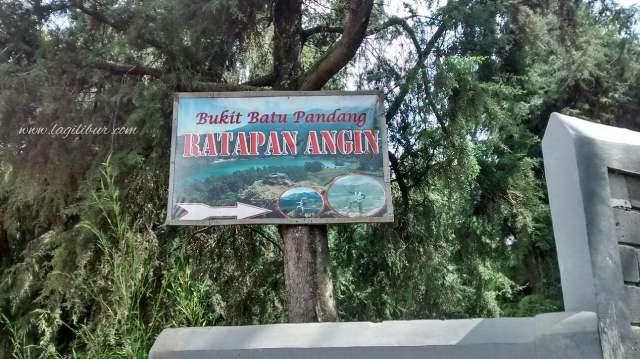 Bukit Batu Pandang
RATAPAN ANGIN
www.lagilibur.com